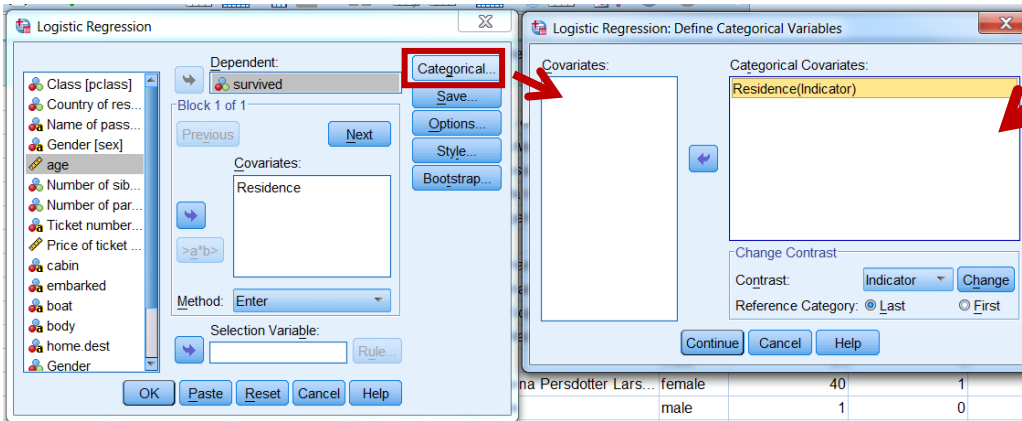 Logistic Regression
Class [pclass]
Country of res...
Name of pass...
Gender [sex]
age
Number of sib...
Number of par...
Ticket number...
Price of ticket ...
cabin
embarked
boat
body
home.dest
Gender
Dependent:
survived
Block 1 of 1
Previous
Next
Covariates:
Residence
>a*b>
Method: Enter
Selection Variable:
Rule...
Categorical...
Save...
Options...
Style...
Bootstrap...
OK Paste Reset Cancel Help
Logistic Regression: Define Categorical Variables
Covariates:
Categorical Covariates:
Residence(Indicator)
Change Contrast
Contrast: Indicator Change
Reference Category: Last First
Continue Cancel Help
na Persdotter Lars... female 40 1
male 1 0